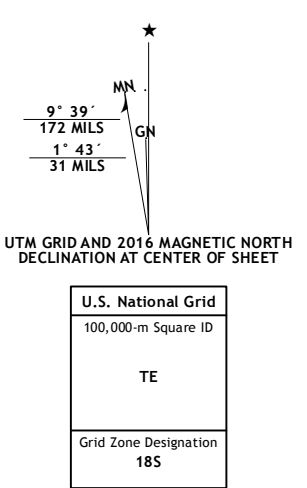 ★
MN
9° 39´
172 MILS
GN
1° 43´
31 MILS
UTM GRID AND 2016 MAGNETIC NORTH
DECLINATION AT CENTER OF SHEET
U.S. National Grid
100,000-m Square ID
TE
Grid Zone Designation
18S